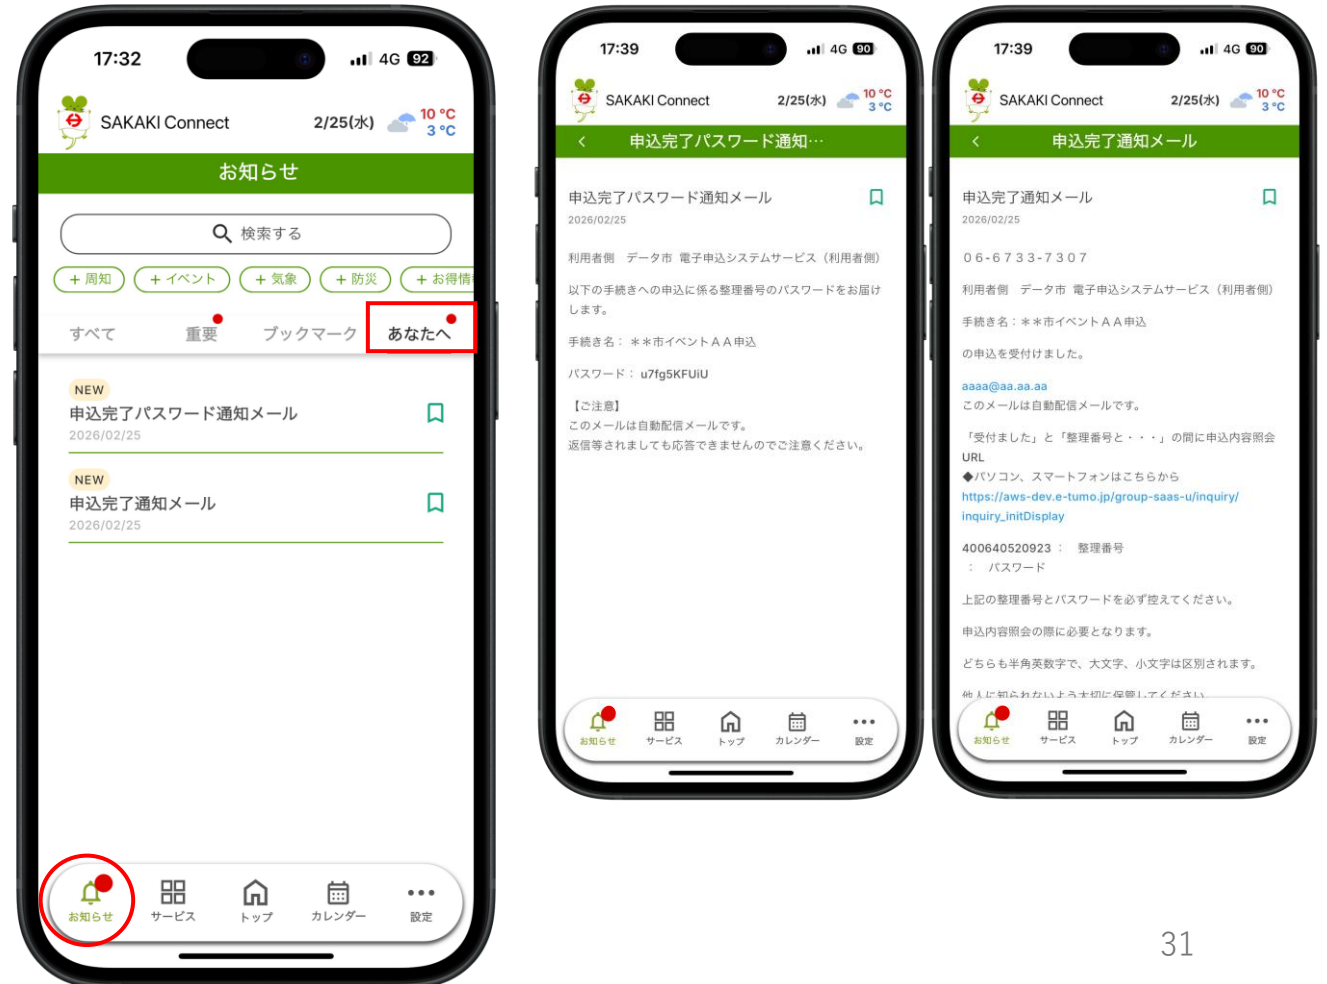 17:32
4G 92
SAKAKI Connect
2/25(水)
10 °C
3 °C
お知らせ
検索する
+ 周知
+ イベント
+ 気象
+ 防災
+ お得情
すべて
重要
ブックマーク
あなたへ
NEW
申込完了パスワード通知メール
2026/02/25
NEW
申込完了通知メール
2026/02/25
お知らせ
サービス
トップ
カレンダー
設定
17:39
4G 90
SAKAKI Connect
2/25(水)
10 °C
3 °C
申込完了パスワード通知…
申込完了パスワード通知メール
2026/02/25
利用者側　データ市 電子申込システムサービス（利用者側）
以下の手続きへの申込に係る整理番号のパスワードをお届け
します。
手続き名： ＊＊市イベントＡＡ申込
パスワード： u7fg5KFUiU
【ご注意】
このメールは自動配信メールです。
返信等されましても応答できませんのでご注意ください。
お知らせ
サービス
トップ
カレンダー
設定
17:39
4G 90
SAKAKI Connect
2/25(水)
10 °C
3 °C
申込完了通知メール
申込完了通知メール
2026/02/25
０６-６７３３-７３０７
利用者側　データ市 電子申込システムサービス（利用者側）
手続き名：＊＊市イベントＡＡ申込
の申込を受付けました。
aaaa@aa.aa.aa
このメールは自動配信メールです。
「受付ました」と「整理番号と・・・」の間に申込内容照会
URL
◆パソコン、スマートフォンはこちらから
https://aws-dev.e-tumo.jp/group-saas-u/inquiry/
inquiry_initDisplay
400640520923 ：　整理番号
：　パスワード
上記の整理番号とパスワードを必ず控えてください。
申込内容照会の際に必要となります。
どちらも半角英数字で、大文字、小文字は区別されます。
他人に知られないよう大切に保管してください。
お知らせ
サービス
トップ
カレンダー
設定
31